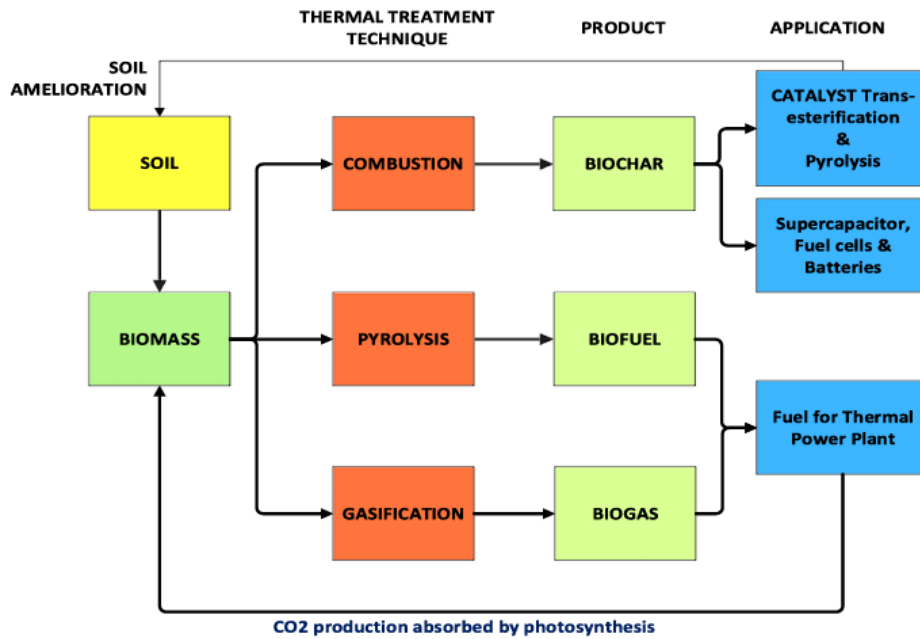 THERMAL TREATMENT
TECHNIQUE
PRODUCT
APPLICATION
SOIL
AMELIORATION
CATALYST Trans-
esterification
&
Pyrolysis
SOIL
COMBUSTION
BIOCHAR
Supercapacitor,
Fuel cells &
Batteries
BIOMASS
PYROLYSIS
BIOFUEL
Fuel for Thermal
Power Plant
GASIFICATION
BIOGAS
CO2 production absorbed by photosynthesis